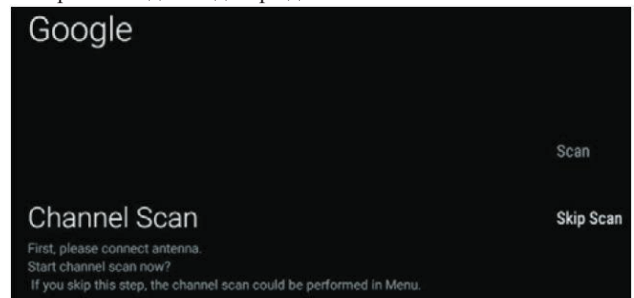 Google
Scan
Channel Scan
Skip Scan
First, please connect antenna.
Start channel scan now?
If you skip this step, the channel scan could be performed in Menu.